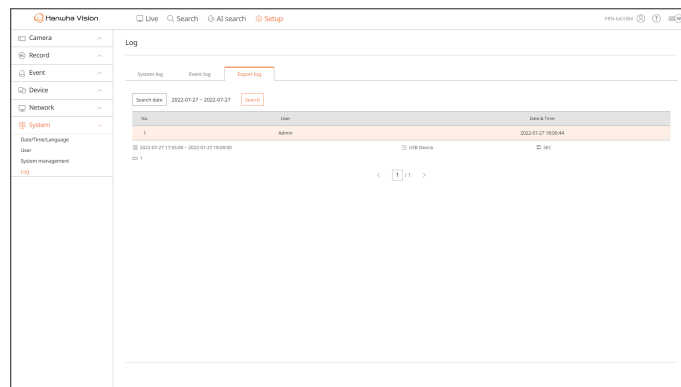 Hanwha Vision
Live Search AI search Setup
PRN-6410B4
Camera
Record
Event
Device
Network
System
Date/Time/Language
User
System management
Log
Log
System log Event log Export log
Search date 2022-07-27 ~ 2022-07-27 Search
No. User Date & Time
1 Admin 2022-07-27 18:00:44
2022-07-27 17:55:00 ~ 2022-07-27 18:00:00 USB Device SEC
1
< 1 / 1 >